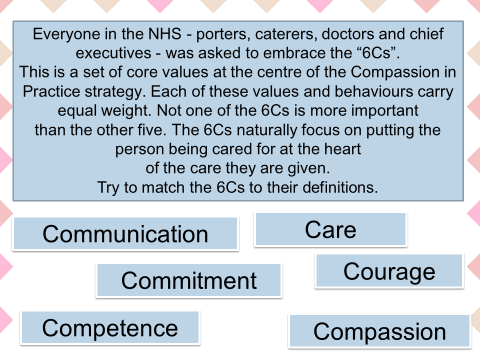 Everyone in the NHS - porters, caterers, doctors and chief
executives - was asked to embrace the “6Cs”.
This is a set of core values at the centre of the Compassion in
Practice strategy. Each of these values and behaviours carry
equal weight. Not one of the 6Cs is more important
than the other five. The 6Cs naturally focus on putting the
person being cared for at the heart
of the care they are given.
Try to match the 6Cs to their definitions.
Communication
Care
Commitment
Courage
Competence
Compassion